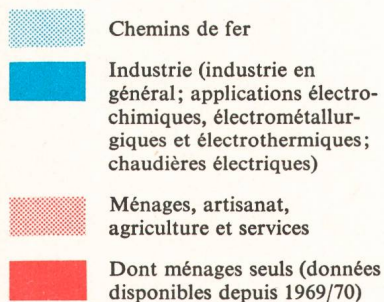 Chemins de fer
Industrie (industrie en
général; applications électro-
chimiques, électrométallur-
giques et électrothermiques;
chaudières électriques)
Ménages, artisanat,
agriculture et services
Dont ménages seuls (données
disponibles depuis 1969/70)